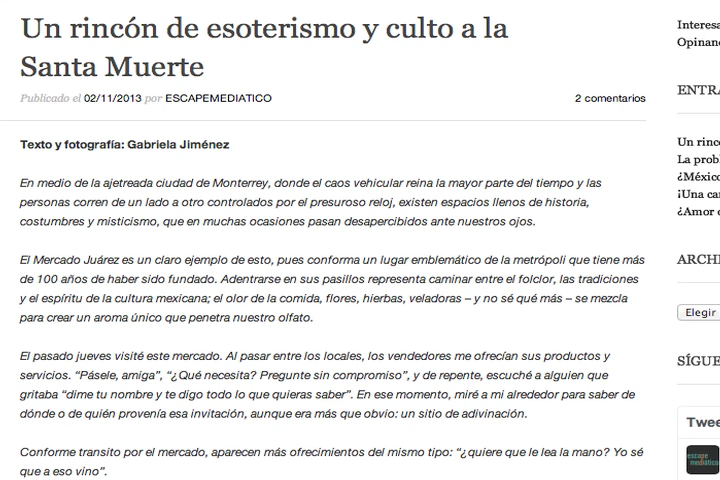 Un rincón de esoterismo y culto a la
Santa Muerte
Publicado el 02/11/2013 por ESCAPEMEDIATICO
2 comentarios
Texto y fotografía: Gabriela Jiménez
En medio de la ajetreada ciudad de Monterrey, donde el caos vehicular reina la mayor parte del tiempo y las
personas corren de un lado a otro controlados por el presuroso reloj, existen espacios llenos de historia,
costumbres y misticismo, que en muchas ocasiones pasan desapercibidos ante nuestros ojos.
El Mercado Juárez es un claro ejemplo de esto, pues conforma un lugar emblemático de la metrópoli que tiene más
de 100 años de haber sido fundado. Adentrarse en sus pasillos representa caminar entre el folclor, las tradiciones
y el espíritu de la cultura mexicana; el olor de la comida, flores, hierbas, veladoras – y no sé qué más – se mezcla
para crear un aroma único que penetra nuestro olfato.
El pasado jueves visité este mercado. Al pasar entre los locales, los vendedores me ofrecían sus productos y
servicios. “Pásele, amiga”, “¿Qué necesita? Pregunte sin compromiso”, y de repente, escuché a alguien que
gritaba “dime tu nombre y te digo todo lo que quieras saber”. En ese momento, miré a mi alrededor para saber de
dónde o de quién provenía esa invitación, aunque era más que obvio: un sitio de adivinación.
Conforme transito por el mercado, aparecen más ofrecimientos del mismo tipo: “¿quiere que le lea la mano? Yo sé
que a eso vino”.
Interesa
Opinand
ENTRA
Un rinco
La probl
¿México
¡Una car
¿Amor o
ARCHI
Elegir
SÍGUE
Twee
escape
mediático